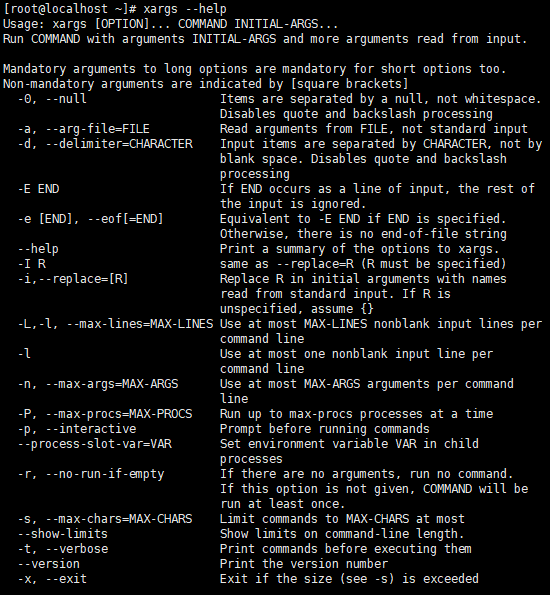 [root@localhost ~]# xargs --help
Usage: xargs [OPTION]... COMMAND INITIAL-ARGS...
Run COMMAND with arguments INITIAL-ARGS and more arguments read from input.

Mandatory arguments to long options are mandatory for short options too.
Non-mandatory arguments are indicated by [square brackets]
  -0, --null                   Items are separated by a null, not whitespace.
                               Disables quote and backslash processing
  -a, --arg-file=FILE          Read arguments from FILE, not standard input
  -d, --delimiter=CHARACTER    Input items are separated by CHARACTER, not by
                               blank space. Disables quote and backslash
                               processing
  -E END                       If END occurs as a line of input, the rest of
                               the input is ignored.
  -e [END], --eof[=END]        Equivalent to -E END if END is specified.
                               Otherwise, there is no end-of-file string
  --help                       Print a summary of the options to xargs.
  -I R                         same as --replace=R (R must be specified)
  -i,--replace=[R]             Replace R in initial arguments with names
                               read from standard input. If R is
                               unspecified, assume {}
  -L,-l, --max-lines=MAX-LINES Use at most MAX-LINES nonblank input lines per
                               command line
  -l                           Use at most one nonblank input line per
                               command line
  -n, --max-args=MAX-ARGS      Use at most MAX-ARGS arguments per command
                               line
  -P, --max-procs=MAX-PROCS    Run up to max-procs processes at a time
  -p, --interactive            Prompt before running commands
  --process-slot-var=VAR       Set environment variable VAR in child
                               processes
  -r, --no-run-if-empty        If there are no arguments, run no command.
                               If this option is not given, COMMAND will be
                               run at least once.
  -s, --max-chars=MAX-CHARS    Limit commands to MAX-CHARS at most
  --show-limits                Show limits on command-line length.
  -t, --verbose                Print commands before executing them
  --version                    Print the version number
  -x, --exit                   Exit if the size (see -s) is exceeded